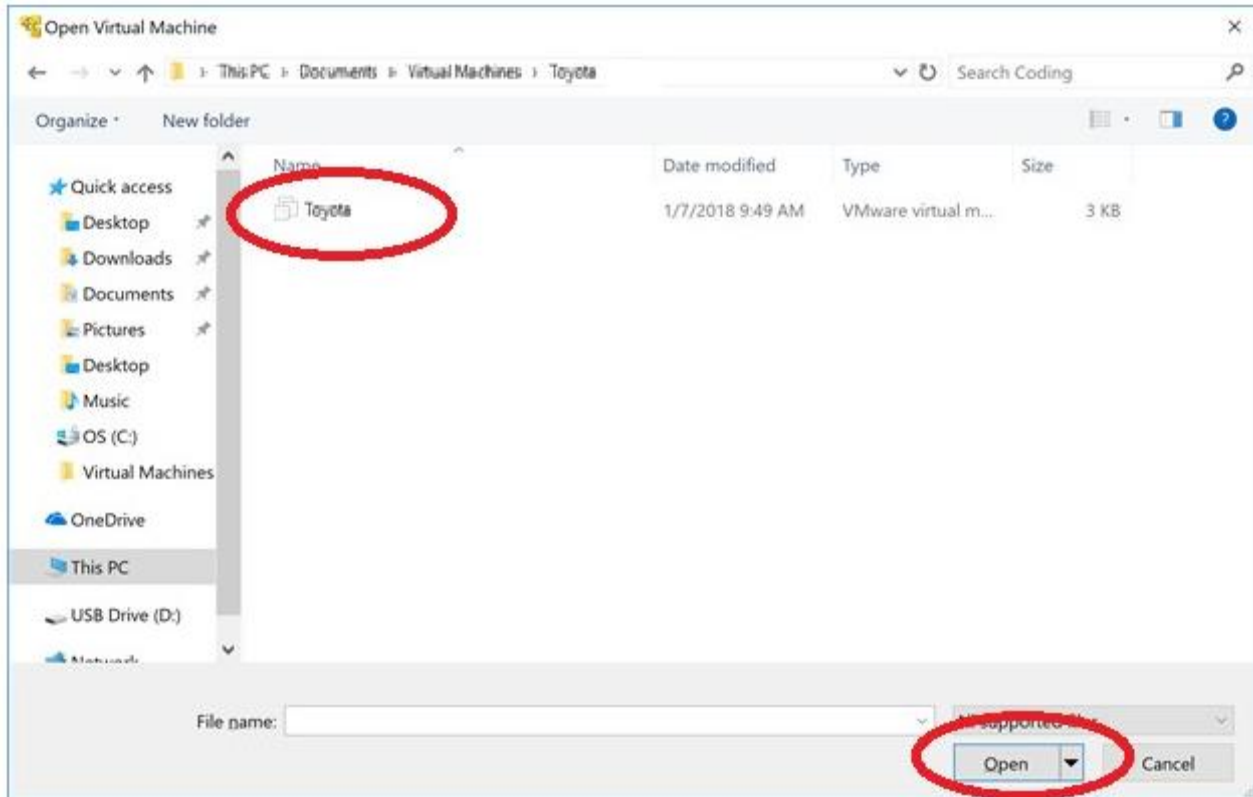 Open Virtual Machine
This PC Documents Virtual Machines Toyota
Search Coding
Organize New folder
Name Date modified Type Size
Toyota 1/7/2018 9:49 AM VMware virtual m... 3 KB
Quick access
Desktop
Downloads
Documents
Pictures
Desktop
Music
OS (C:)
Virtual Machines
OneDrive
This PC
USB Drive (D:)
Network
File name:
supported
Open Cancel